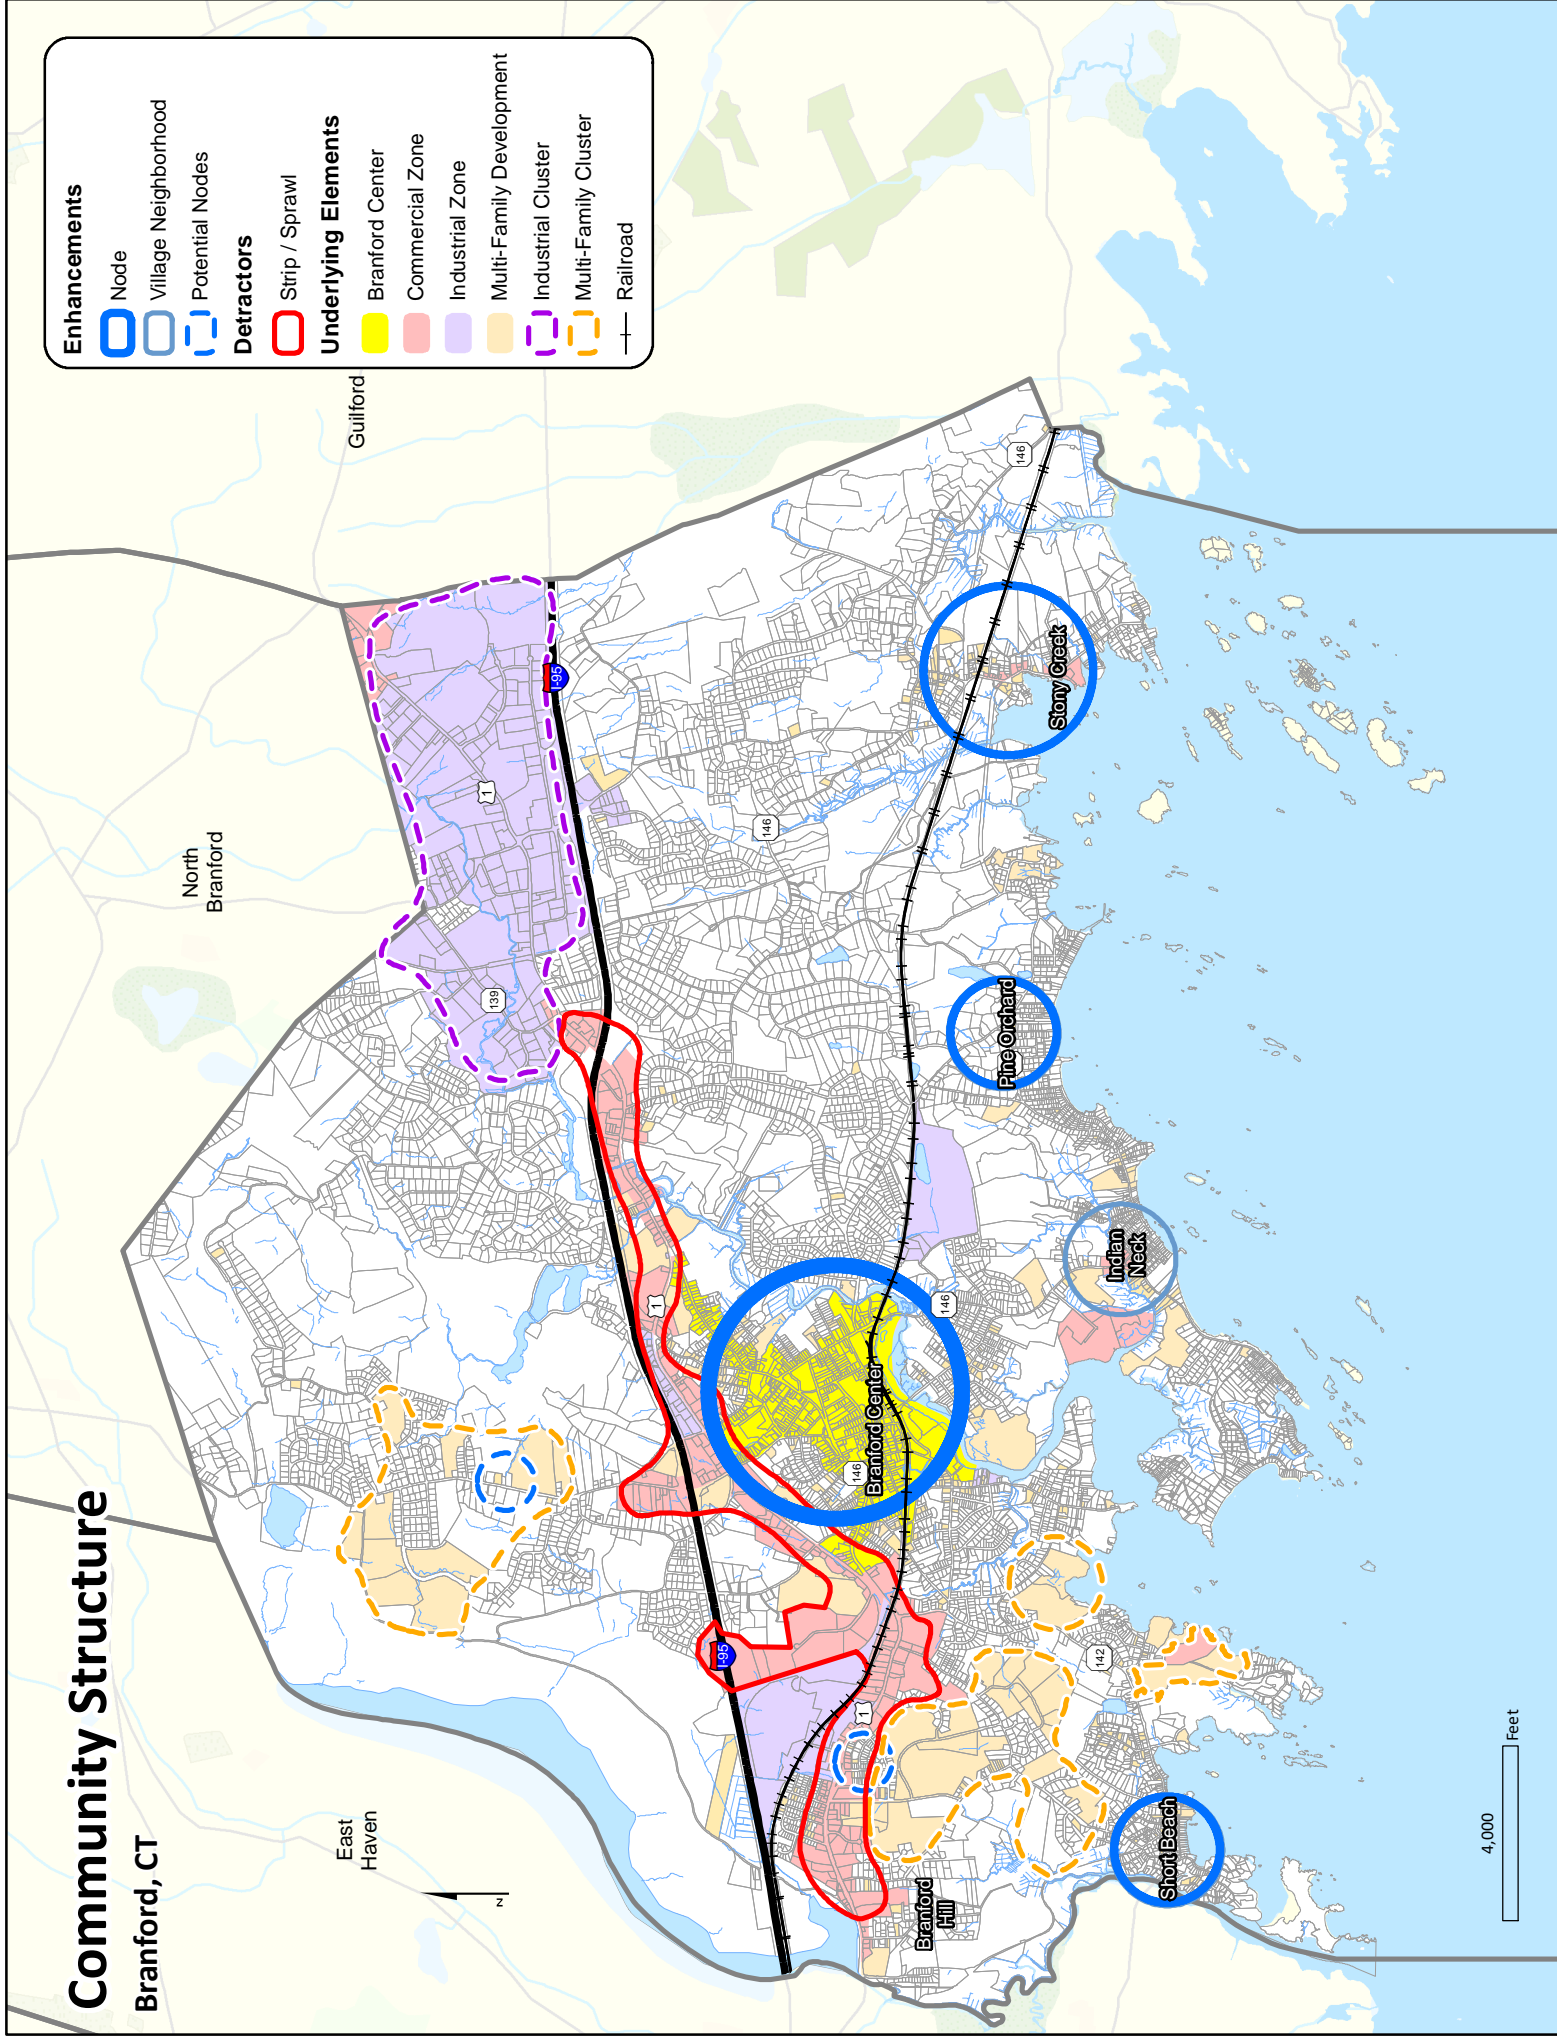 Community Structure
Branford, CT
Enhancements
Node
Village Neighborhood
Potential Nodes
Detractors
Strip / Sprawl
Underlying Elements
Branford Center
Commercial Zone
Industrial Zone
Multi-Family Development
Industrial Cluster
Multi-Family Cluster
Railroad
East
Haven
North
Branford
Guilford
1
139
I-95
1
146
I-95
146
Branford Center
146
1
146
Branford
Hill
Pine Orchard
Stony Creek
142
Indian
Neck
Short Beach
N
4,000
Feet